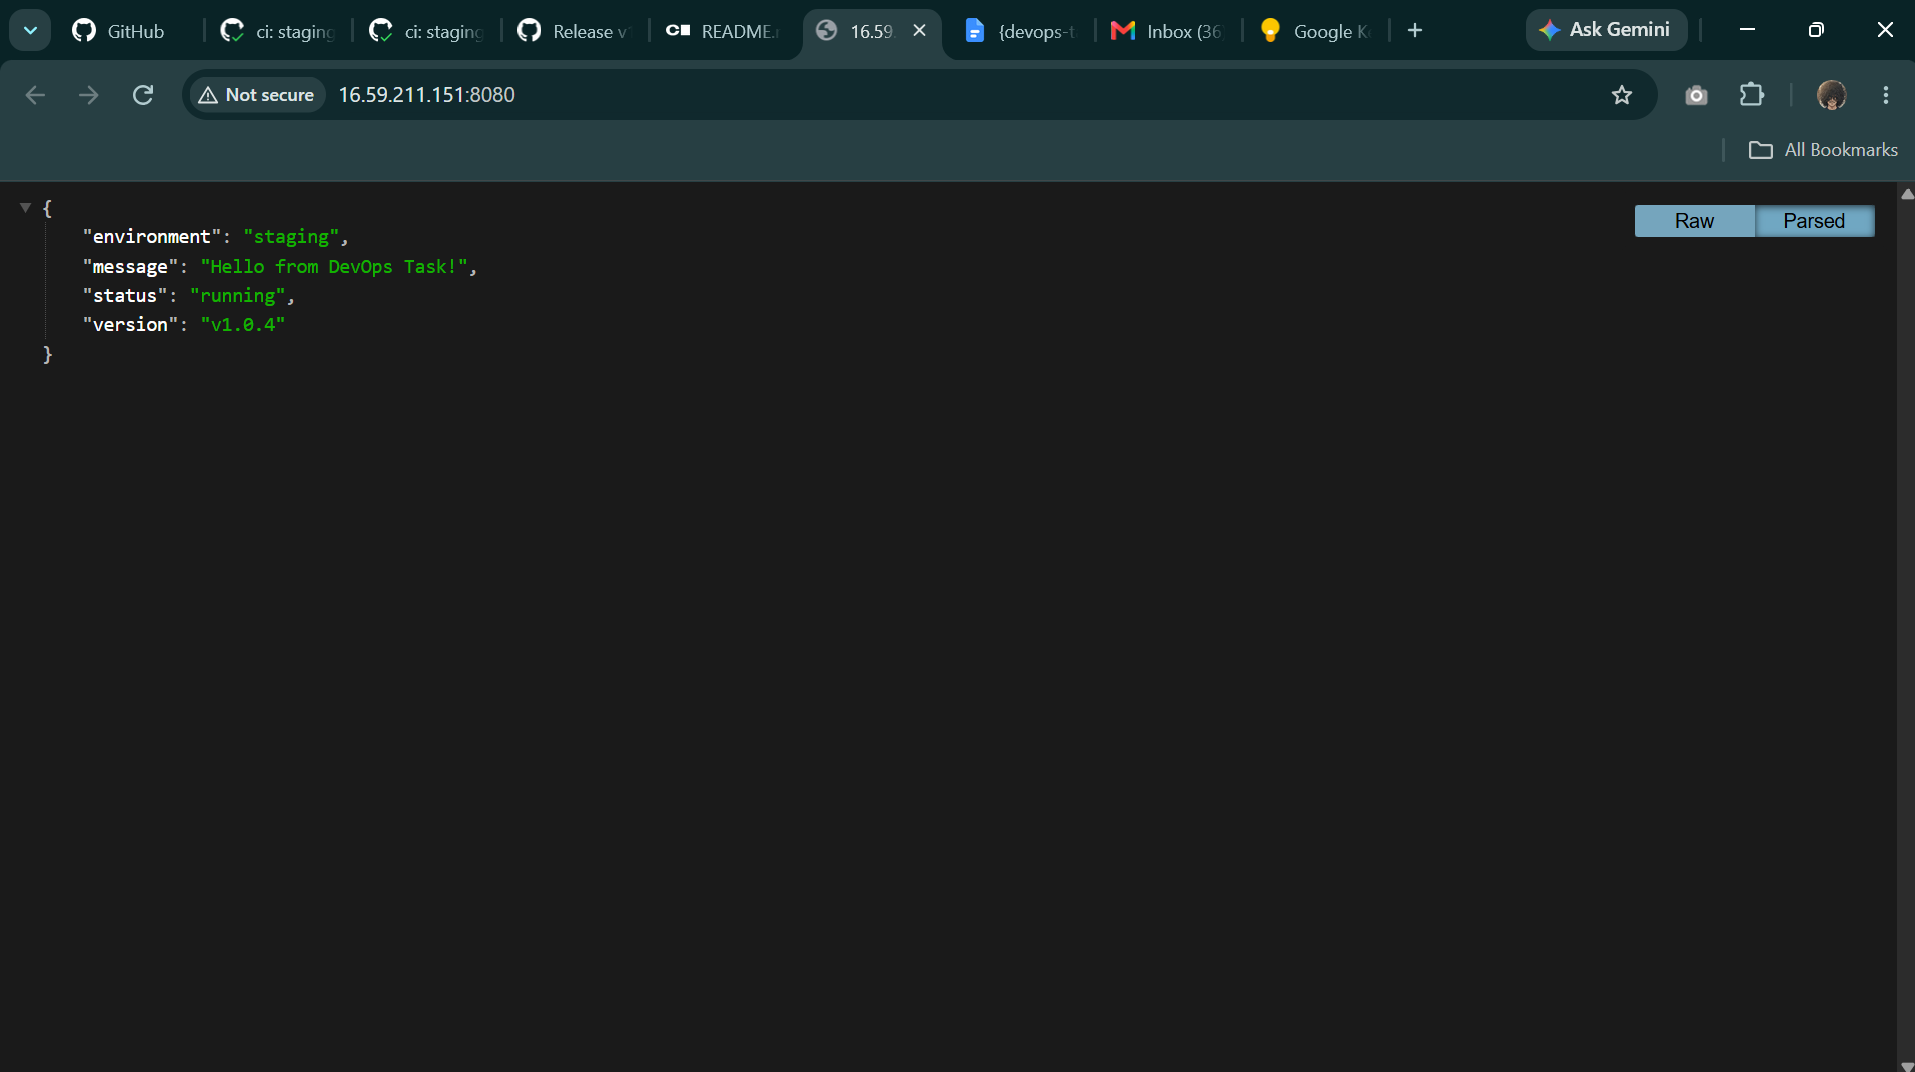 GitHub
ci: staging
ci: staging
Release v1
README.
16.59.
{devops-t
Inbox (36
Google K
Ask Gemini
Not secure
16.59.211.151:8080
All Bookmarks
{
Raw
Parsed
"environment": "staging",
"message": "Hello from DevOps Task!",
"status": "running",
"version": "v1.0.4"
}